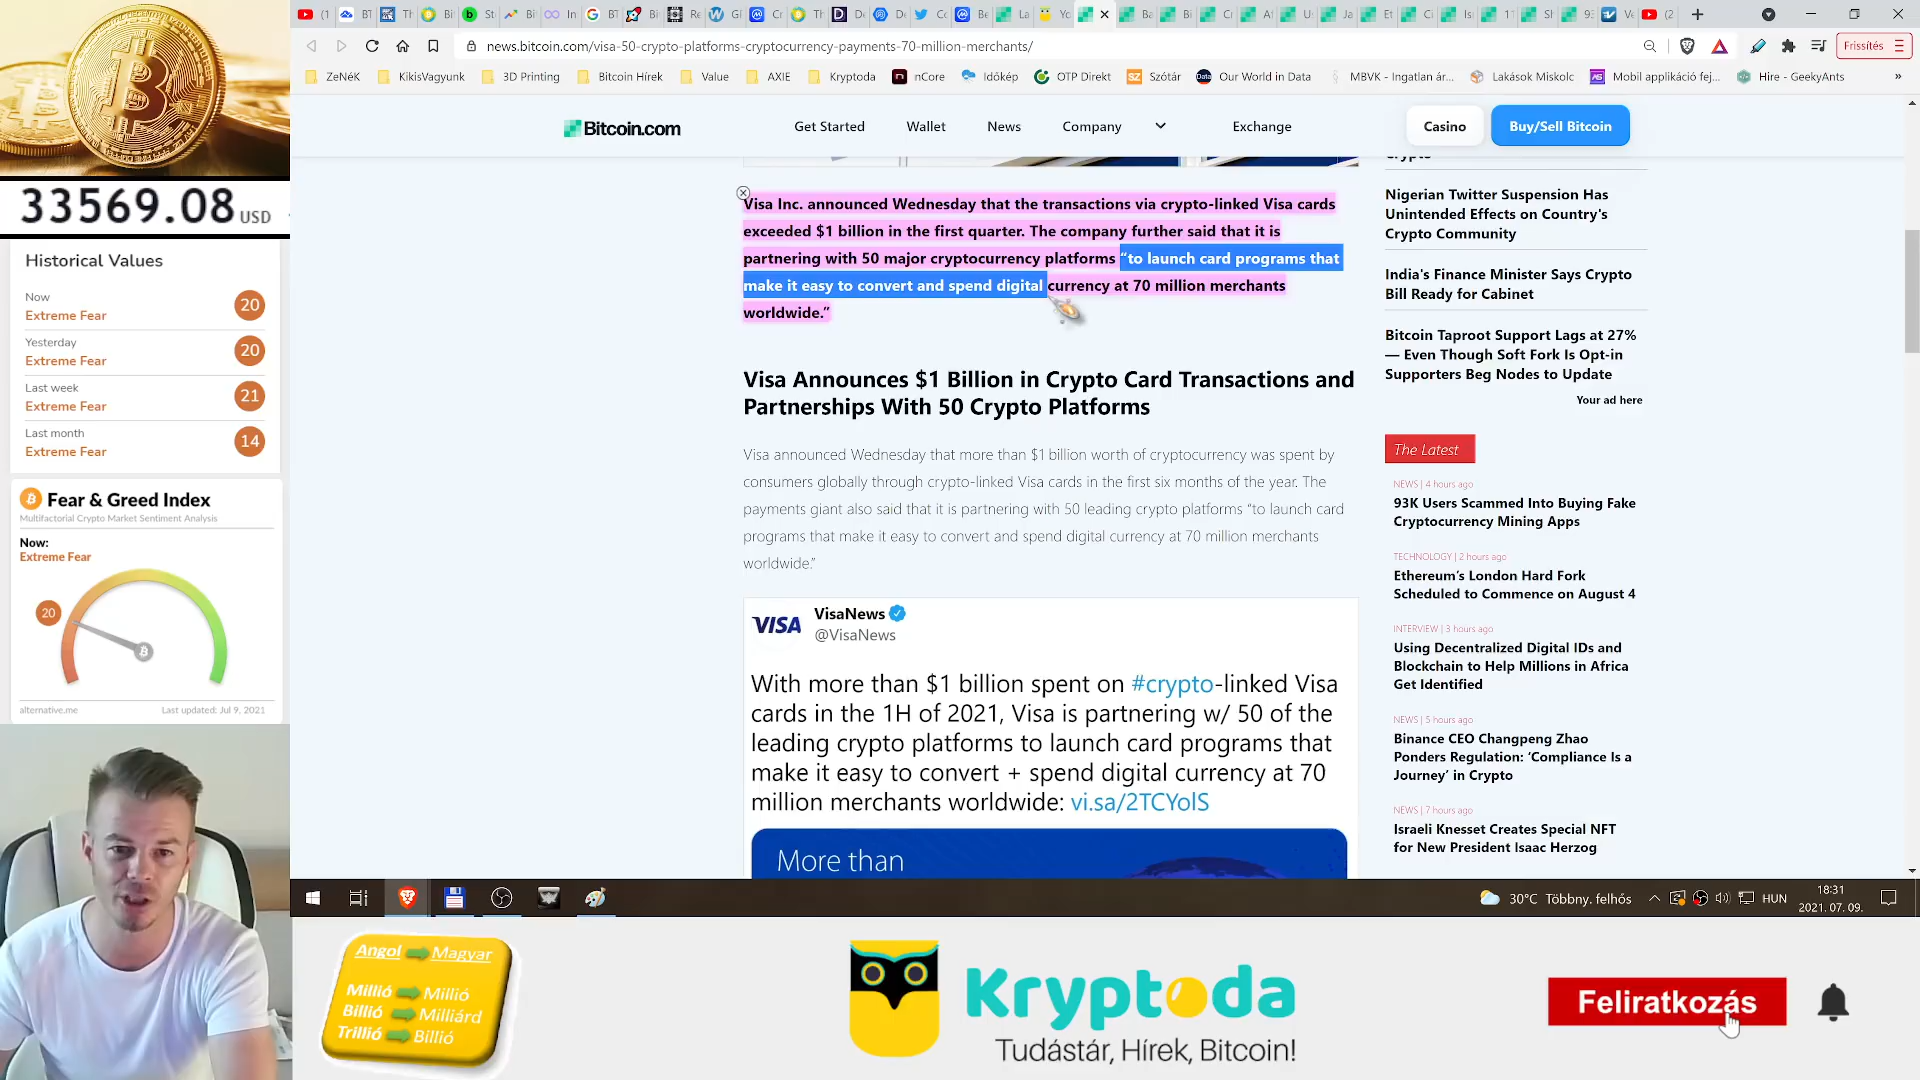 news.bitcoin.com/visa-50-crypto-platforms-cryptocurrency-payments-70-million-merchants/
Frissítés
ZeNéK
KikisVagyunk
3D Printing
Bitcoin Hírek
Value
AXIE
Kryptoda
nCore
Időkép
OTP Direkt
Szótár
Our World in Data
MBVK - Ingatlan ár...
Lakások Miskolc
Mobil applikáció fej...
Hire - GeekyAnts
Bitcoin.com
Get Started
Wallet
News
Company
Exchange
Casino
Buy/Sell Bitcoin
33569.08 USD
Historical Values
Now
Extreme Fear
20
Yesterday
Extreme Fear
20
Last week
Extreme Fear
21
Last month
Extreme Fear
14
Fear & Greed Index
Multifactorial Crypto Market Sentiment Analysis
Now:
Extreme Fear
20
alternative.me
Last updated: Jul 9, 2021
Visa Inc. announced Wednesday that the transactions via crypto-linked Visa cards
exceeded $1 billion in the first quarter. The company further said that it is
partnering with 50 major cryptocurrency platforms “to launch card programs that
make it easy to convert and spend digital currency at 70 million merchants
worldwide.”
Visa Announces $1 Billion in Crypto Card Transactions and
Partnerships With 50 Crypto Platforms
Visa announced Wednesday that more than $1 billion worth of cryptocurrency was spent by
consumers globally through crypto-linked Visa cards in the first six months of the year. The
payments giant also said that it is partnering with 50 leading crypto platforms “to launch card
programs that make it easy to convert and spend digital currency at 70 million merchants
worldwide.”
VISA
VisaNews
@VisaNews
With more than $1 billion spent on #crypto-linked Visa
cards in the 1H of 2021, Visa is partnering w/ 50 of the
leading crypto platforms to launch card programs that
make it easy to convert + spend digital currency at 70
million merchants worldwide: vi.sa/2TCYolS
More than
Crypto
Nigerian Twitter Suspension Has
Unintended Effects on Country's
Crypto Community
India's Finance Minister Says Crypto
Bill Ready for Cabinet
Bitcoin Taproot Support Lags at 27%
— Even Though Soft Fork Is Opt-in
Supporters Beg Nodes to Update
Your ad here
The Latest
NEWS | 4 hours ago
93K Users Scammed Into Buying Fake
Cryptocurrency Mining Apps
TECHNOLOGY | 2 hours ago
Ethereum’s London Hard Fork
Scheduled to Commence on August 4
INTERVIEW | 3 hours ago
Using Decentralized Digital IDs and
Blockchain to Help Millions in Africa
Get Identified
NEWS | 5 hours ago
Binance CEO Changpeng Zhao
Ponders Regulation: ‘Compliance Is a
Journey’ in Crypto
NEWS | 7 hours ago
Israeli Knesset Creates Special NFT
for New President Isaac Herzog
30°C Többny. felhős
HUN
18:31
2021. 07. 09.
Angol Magyar
Millió Millió
Billió Milliárd
Trillió Billió
Kryptoda
Tudástár, Hírek, Bitcoin!
Feliratkozás